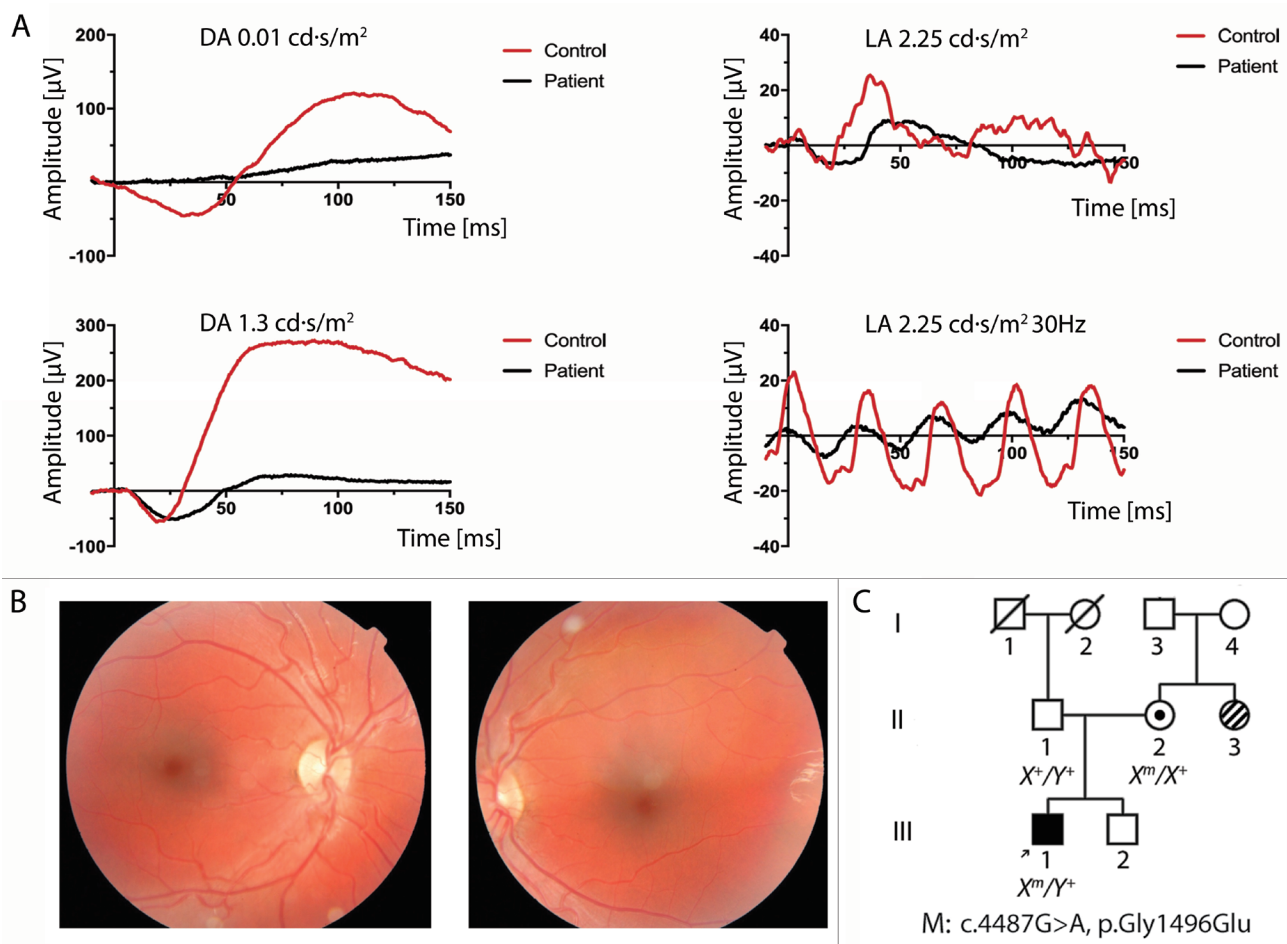 A
DA 0.01 cd·s/m²
Control
Patient
Amplitude [µV]
200
100
-100
50
100
150
Time [ms]
LA 2.25 cd·s/m²
Control
Patient
Amplitude [µV]
40
20
-20
-40
50
100
150
Time [ms]
DA 1.3 cd·s/m²
Control
Patient
Amplitude [µV]
300
200
100
-100
50
100
150
Time [ms]
LA 2.25 cd·s/m² 30Hz
Control
Patient
Amplitude [µV]
40
20
-20
-40
50
100
150
Time [ms]
B
C
I
1 2 3 4
II
1 2 3
X⁺/Y⁺ Xᵐ/X⁺
III
1 2
Xᵐ/Y⁺
M: c.4487G>A, p.Gly1496Glu